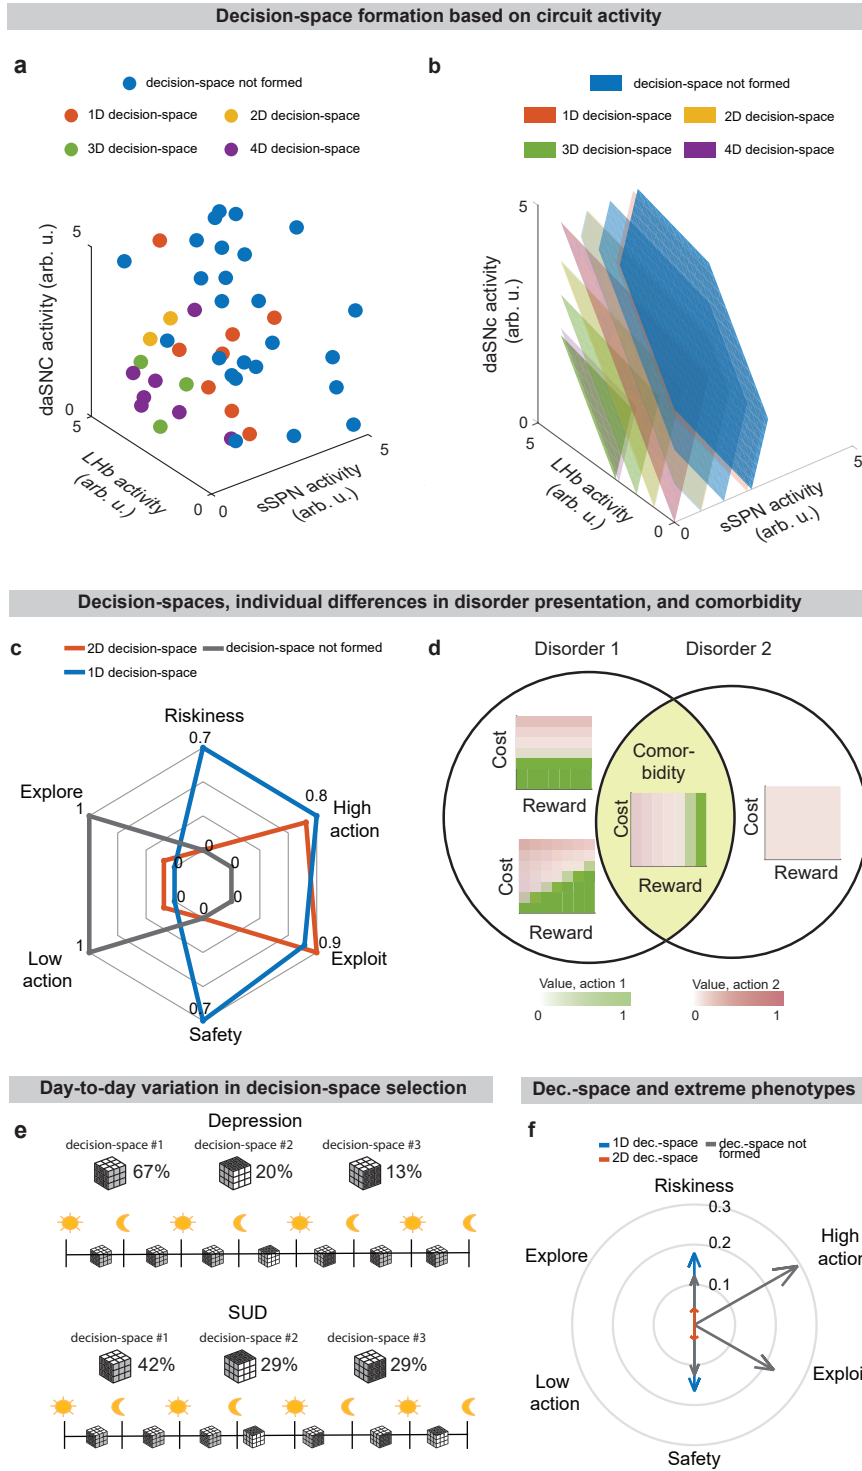 Decision-space formation based on circuit activity
a
decision-space not formed
1D decision-space
2D decision-space
3D decision-space
4D decision-space
daSNC activity (arb. u.)
5
0
5
LHb activity
(arb. u.)
0
0
sSPN activity
(arb. u.)
5
b
decision-space not formed
1D decision-space
2D decision-space
3D decision-space
4D decision-space
daSNc activity
(arb. u.)
5
0
5
LHb activity
(arb. u.)
0
0
sSPN activity
(arb. u.)
5
Decision-spaces, individual differences in disorder presentation, and comorbidity
c
2D decision-space
decision-space not formed
1D decision-space
Riskiness
0.7
Explore
1
0.8
High
action
0
0
0
0
0
0
1
Low
action
0.9
Exploit
0.7
Safety
d
Disorder 1
Disorder 2
Cost
Reward
Comor-
bidity
Cost
Reward
Cost
Reward
Cost
Reward
Value, action 1
0
1
Value, action 2
0
1
Day-to-day variation in decision-space selection
e
Depression
decision-space #1
decision-space #2
decision-space #3
67%
20%
13%
SUD
decision-space #1
decision-space #2
decision-space #3
42%
29%
29%
Dec.-space and extreme phenotypes
f
1D dec.-space
dec.-space not
formed
2D dec.-space
Riskiness
0.3
0.2
0.1
High
action
Explore
Low
action
Exploit
Safety